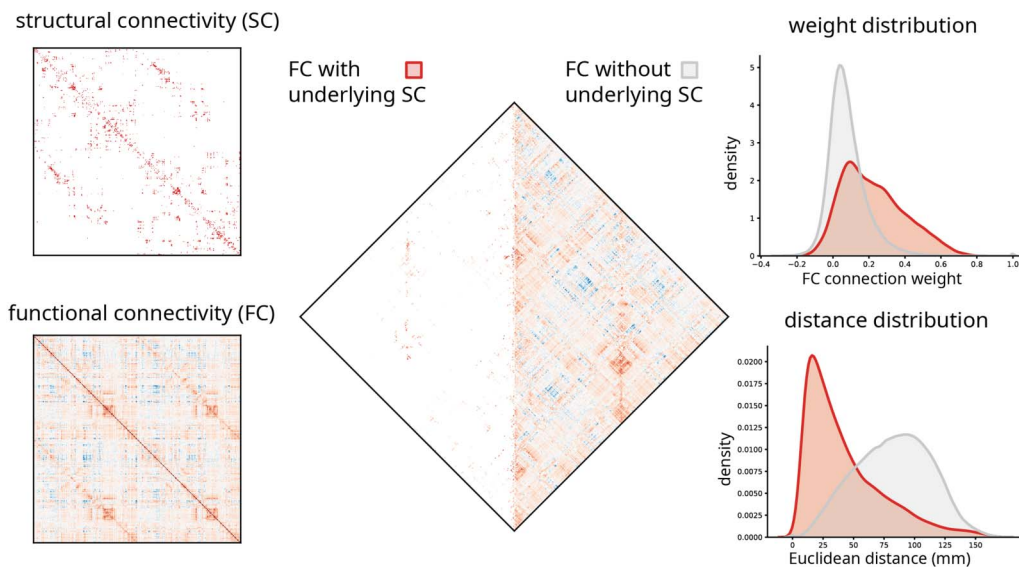 structural connectivity (SC)
functional connectivity (FC)
FC with
underlying SC
FC without
underlying SC
weight distribution
density
5
4
3
2
1
0
−0.4
−0.2
0.0
0.2
0.4
0.6
0.8
1.0
FC connection weight
distance distribution
density
0.0200
0.0175
0.0150
0.0125
0.0100
0.0075
0.0050
0.0025
0.0000
0
25
50
75
100
125
150
Euclidean distance (mm)